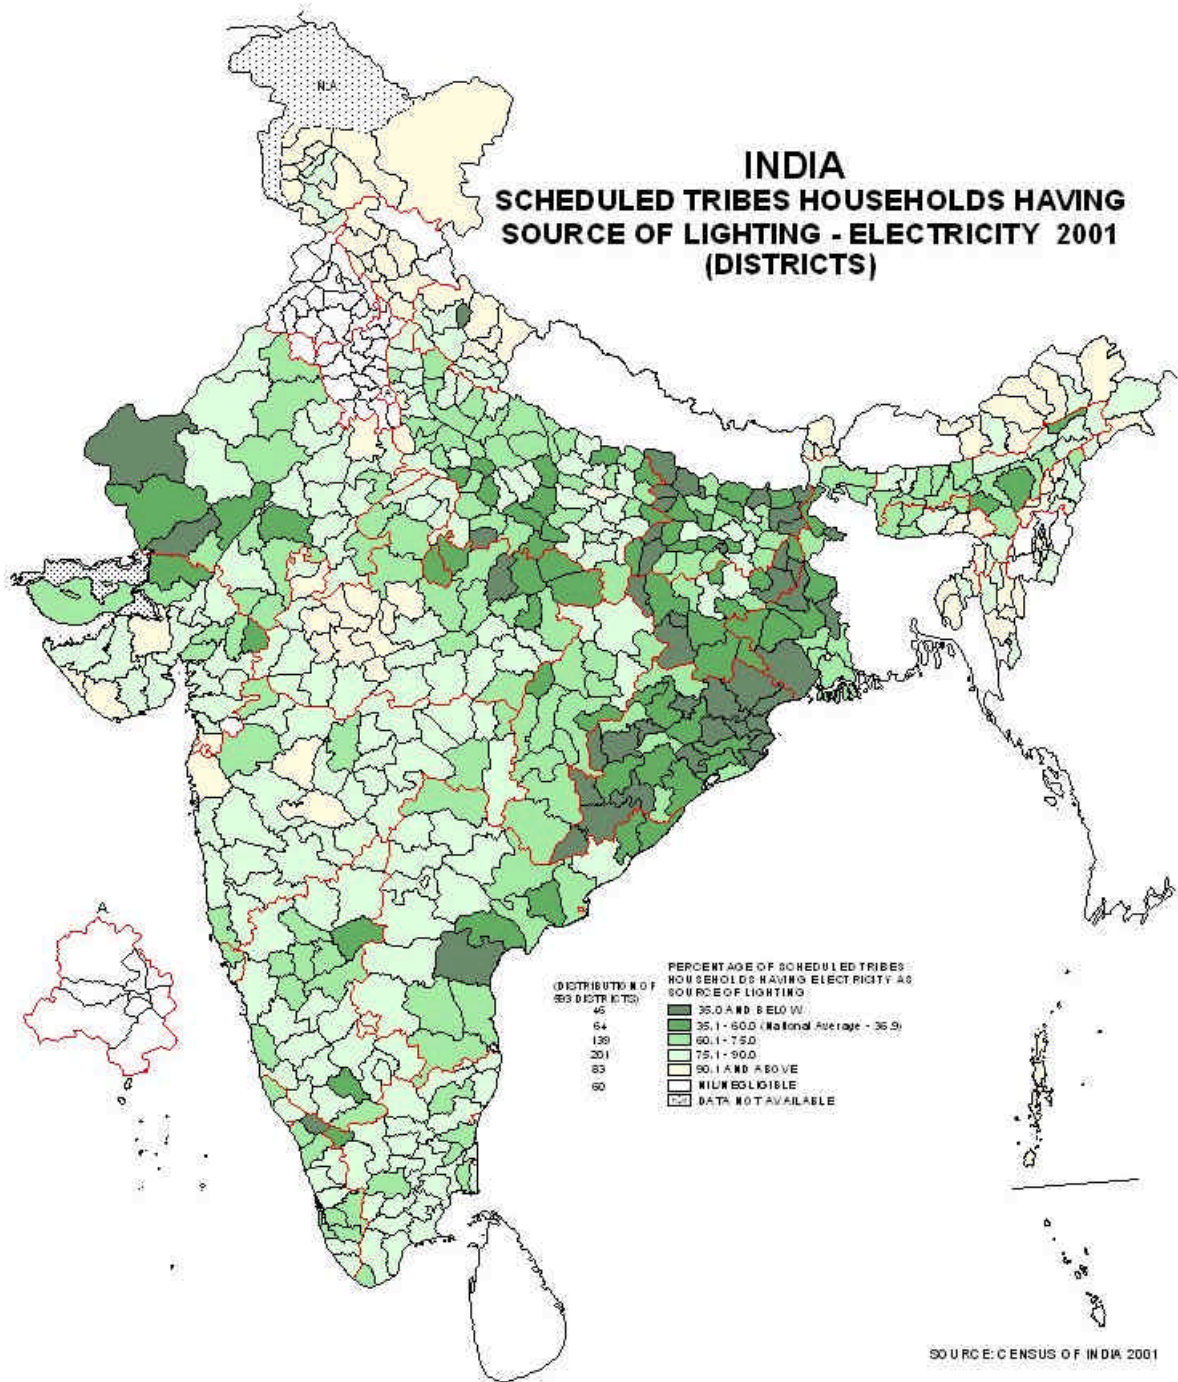 N.A
INDIA
SCHEDULED TRIBES HOUSEHOLDS HAVING
SOURCE OF LIGHTING - ELECTRICITY 2001
(DISTRICTS)
A
(DISTRIBUTION OF
593 DISTRICTS)
PERCENTAGE OF SCHEDULED TRIBES
HOUSEHOLDS HAVING ELECTRICITY AS
SOURCE OF LIGHTING
46 35.0 AND BELOW
64 35.1 - 60.0 (National Average - 36.9)
139 60.1 - 75.0
201 75.1 - 90.0
83 90.1 AND ABOVE
60 NIL/NEGLIGIBLE
DATA NOT AVAILABLE
SOURCE: CENSUS OF INDIA 2001